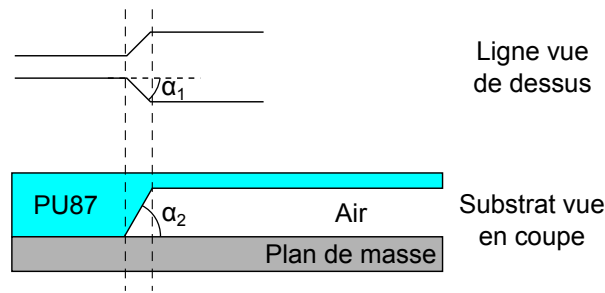 Ligne vue
de dessus
α1
PU87
α2
Air
Substrat vue
en coupe
Plan de masse